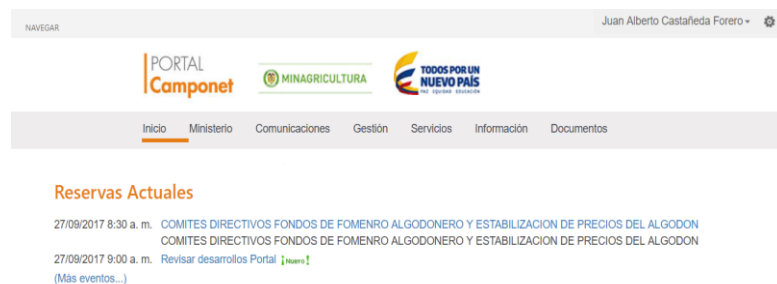 NAVEGAR
Juan Alberto Castañeda Forero
PORTAL
Camponet
MINAGRICULTURA
TODOS POR UN
NUEVO PAÍS
PAZ EQUIDAD EDUCACIÓN
Inicio Ministerio Comunicaciones Gestión Servicios Información Documentos
Reservas Actuales
27/09/2017 8:30 a. m. COMITES DIRECTIVOS FONDOS DE FOMENRO ALGODONERO Y ESTABILIZACION DE PRECIOS DEL ALGODON
COMITES DIRECTIVOS FONDOS DE FOMENRO ALGODONERO Y ESTABILIZACION DE PRECIOS DEL ALGODON
27/09/2017 9:00 a. m. Revisar desarrollos Portal ¡Nuevo!
(Más eventos...)